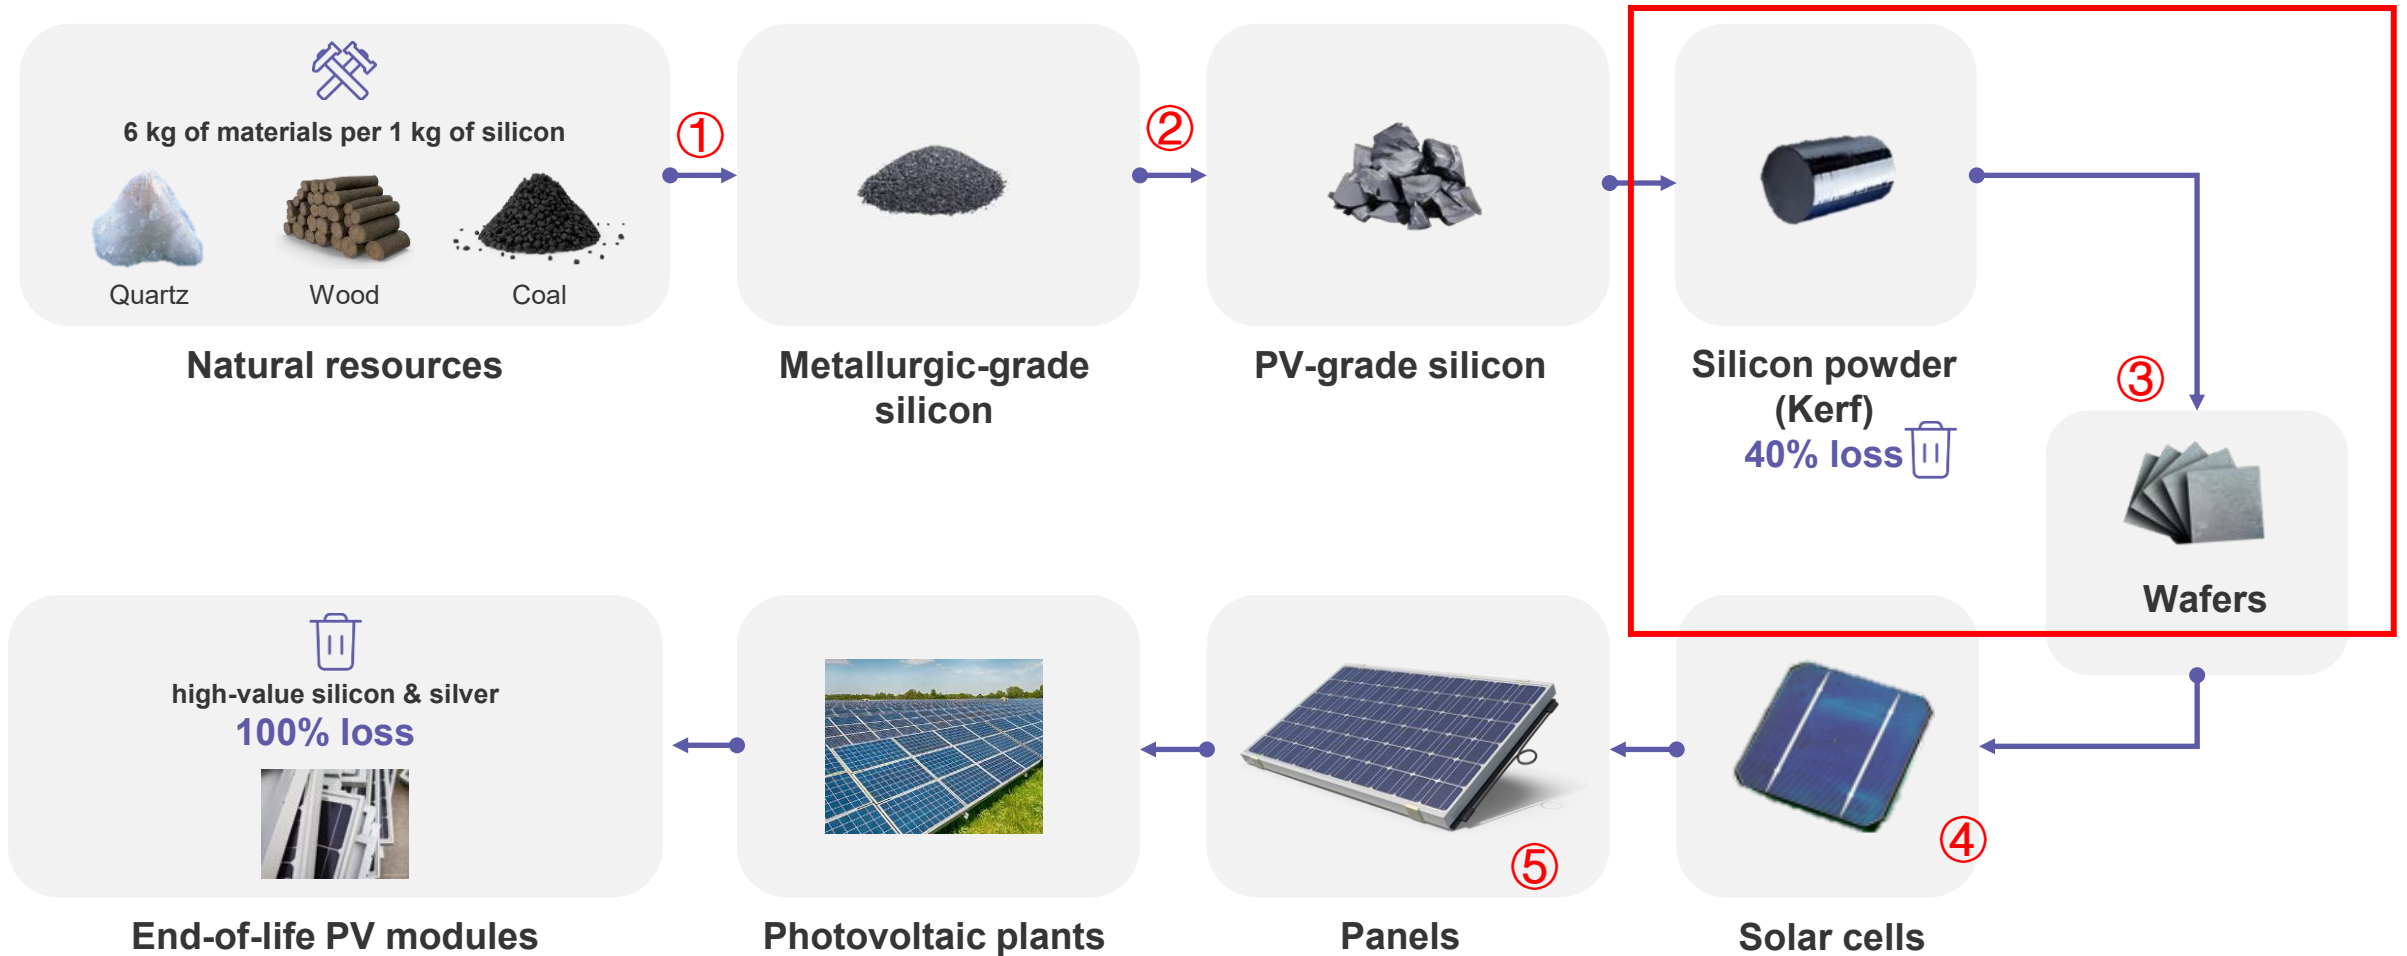 6 kg of materials per 1 kg of silicon
Quartz
Wood
Coal
Natural resources
①
Metallurgic-grade
silicon
②
PV-grade silicon
Silicon powder
(Kerf)
40% loss
③
Wafers
④
Solar cells
⑤
Panels
Photovoltaic plants
high-value silicon & silver
100% loss
End-of-life PV modules